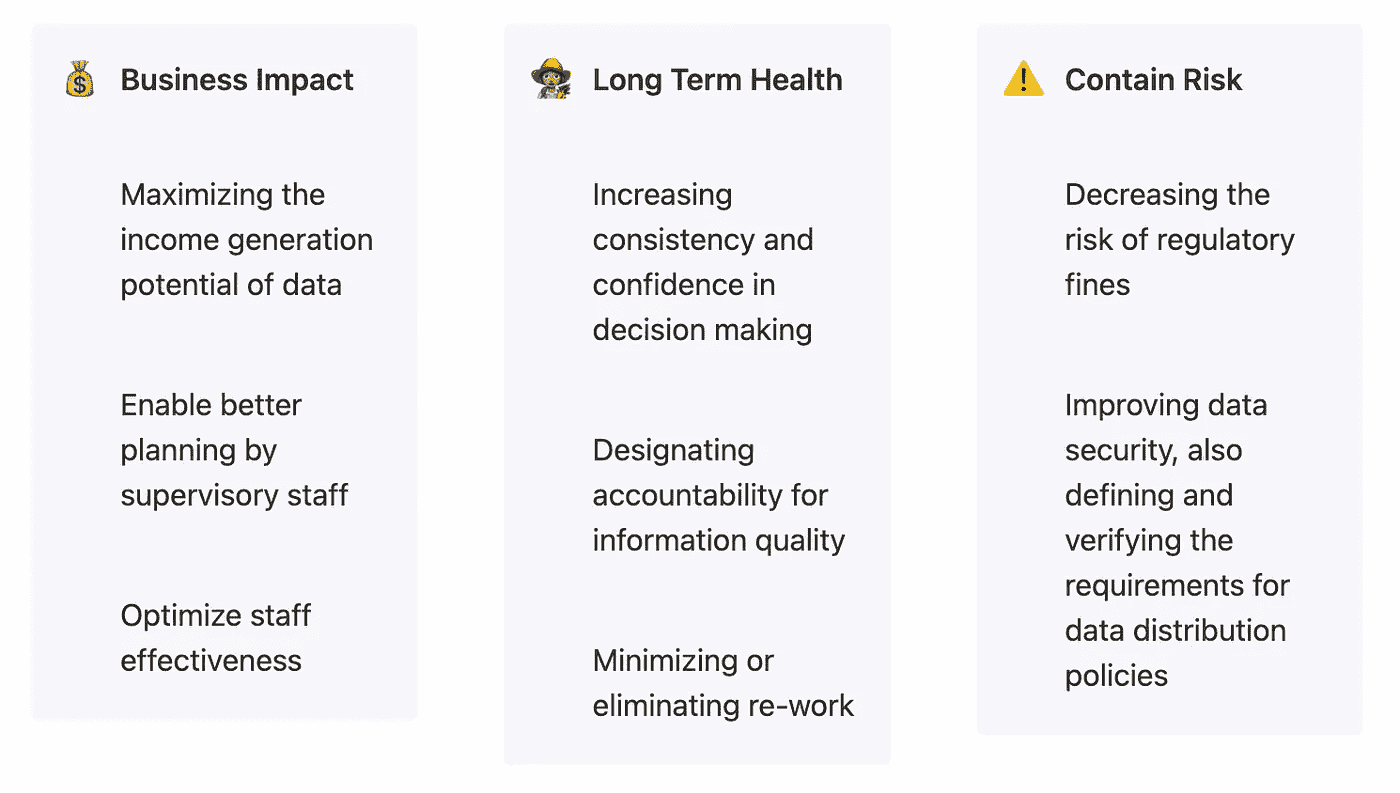 Business Impact
Maximizing the
income generation
potential of data
Enable better
planning by
supervisory staff
Optimize staff
effectiveness
Long Term Health
Increasing
consistency and
confidence in
decision making
Designating
accountability for
information quality
Minimizing or
eliminating re-work
Contain Risk
Decreasing the
risk of regulatory
fines
Improving data
security, also
defining and
verifying the
requirements for
data distribution
policies